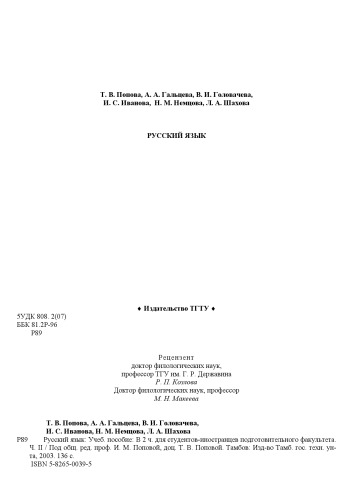 Т. В. Попова, А. А. Гальцева, В. И. Головачева,
И. С. Иванова, Н. М. Немцова, Л. А. Шахова
РУССКИЙ ЯЗЫК
♦ Издательство ТГТУ ♦
5УДК 808. 2(07)
ББК 81.2Р-96
Р89
Рецензент
доктор филологических наук,
профессор ТГУ им. Г. Р. Державина
Р. П. Козлова
Доктор филологических наук, профессор
М. Н. Макеева
Т. В. Попова, А. А. Гальцева, В. И. Головачева,
И. С. Иванова, Н. М. Немцова, Л. А. Шахова
Р89 Русский язык: Учеб. пособие: В 2 ч. для студентов-иностранцев подготовительного факультета.
Ч. II / Под общ. ред. проф. И. М. Поповой, доц. Т. В. Поповой. Тамбов: Изд-во Тамб. гос. техн. ун-
та, 2003. 136 с.
ISBN 5-8265-0039-5